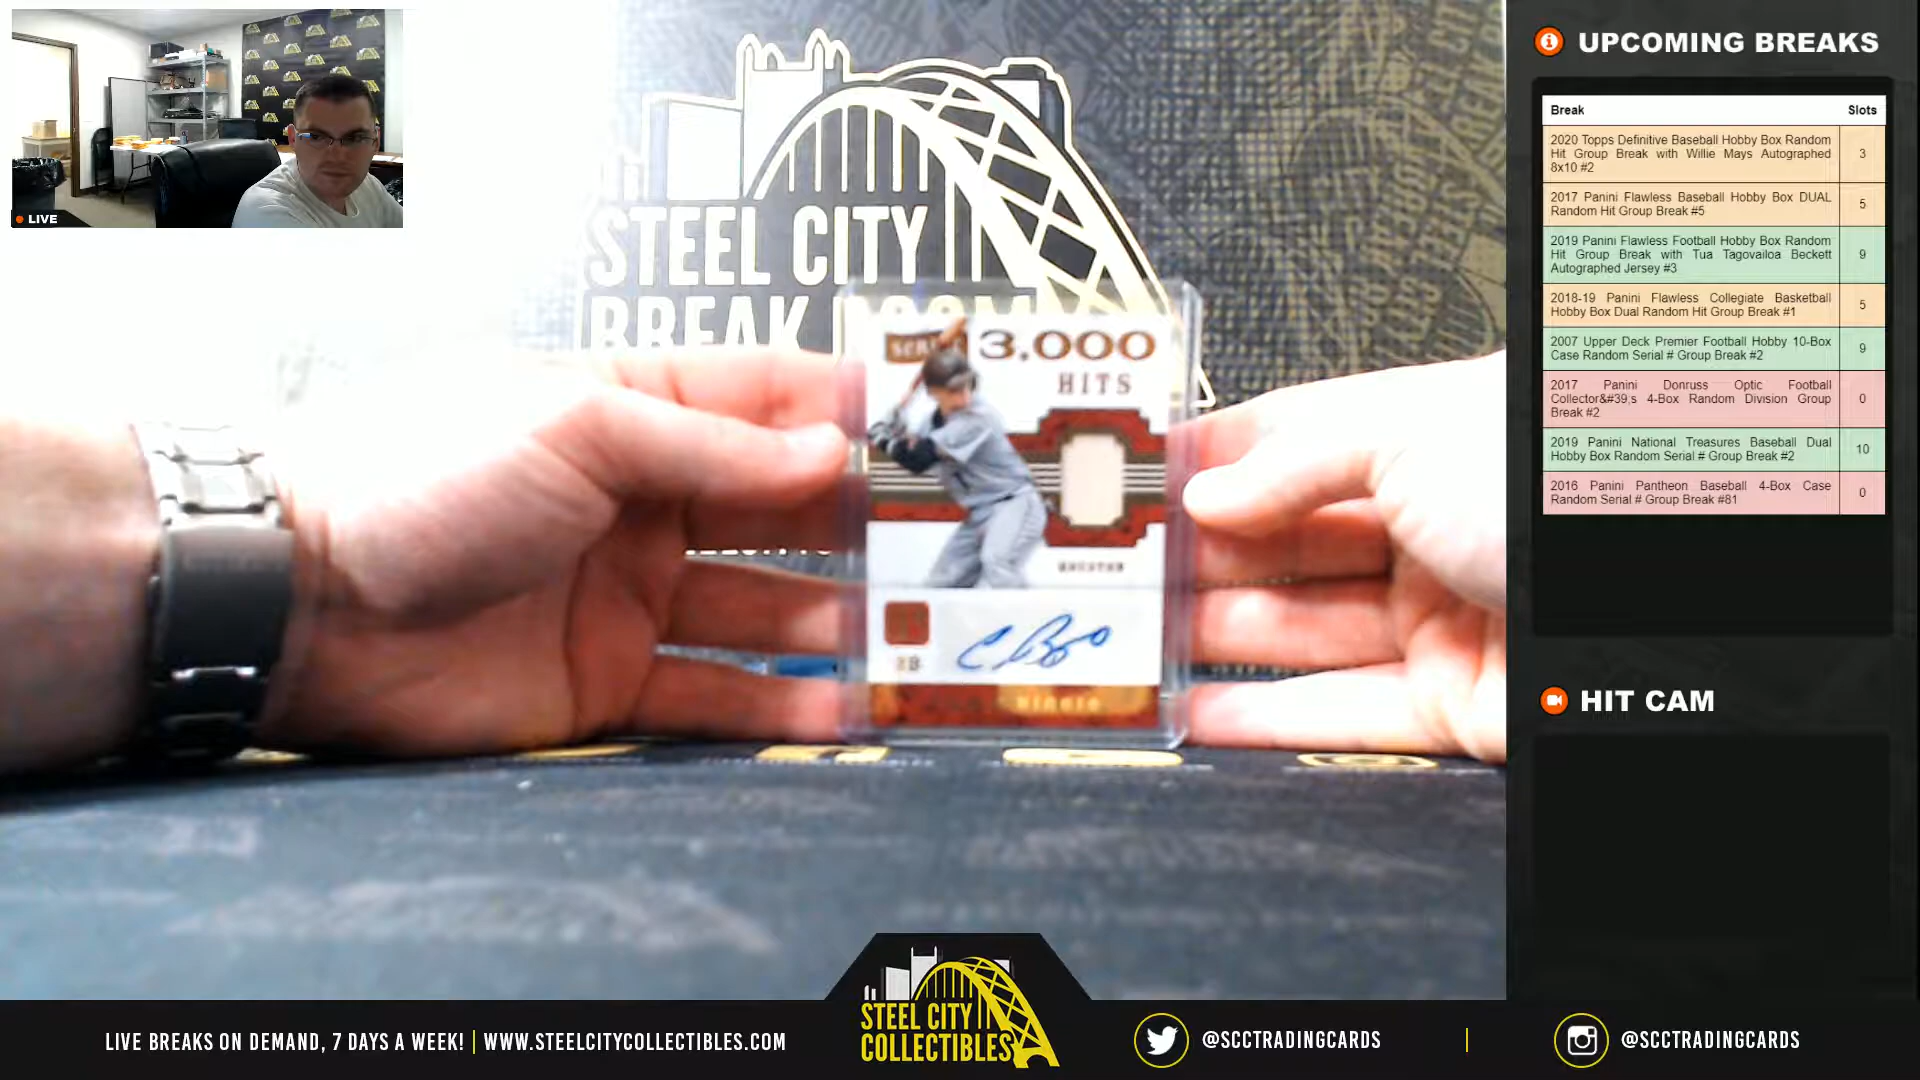 LIVE
STEEL CITY
BREAK ROOM
3,000
HITS
HOUSTON
2B
BIGGIO
UPCOMING BREAKS
Break Slots
2020 Topps Definitive Baseball Hobby Box Random
Hit Group Break with Willie Mays Autographed
8x10 #2
3
2017 Panini Flawless Baseball Hobby Box DUAL
Random Hit Group Break #5
5
2019 Panini Flawless Football Hobby Box Random
Hit Group Break with Tua Tagovailoa Beckett
Autographed Jersey #3
9
2018-19 Panini Flawless Collegiate Basketball
Hobby Box Dual Random Hit Group Break #1
5
2007 Upper Deck Premier Football Hobby 10-Box
Case Random Serial # Group Break #2
9
2017 Panini Donruss Optic Football
Collector&#39;s 4-Box Random Division Group
Break #2
0
2019 Panini National Treasures Baseball Dual
Hobby Box Random Serial # Group Break #2
10
2016 Panini Pantheon Baseball 4-Box Case
Random Serial # Group Break #81
0
HIT CAM
LIVE BREAKS ON DEMAND, 7 DAYS A WEEK! | WWW.STEELCITYCOLLECTIBLES.COM
STEEL CITY
COLLECTIBLES
@SCCTRADINGCARDS
@SCCTRADINGCARDS